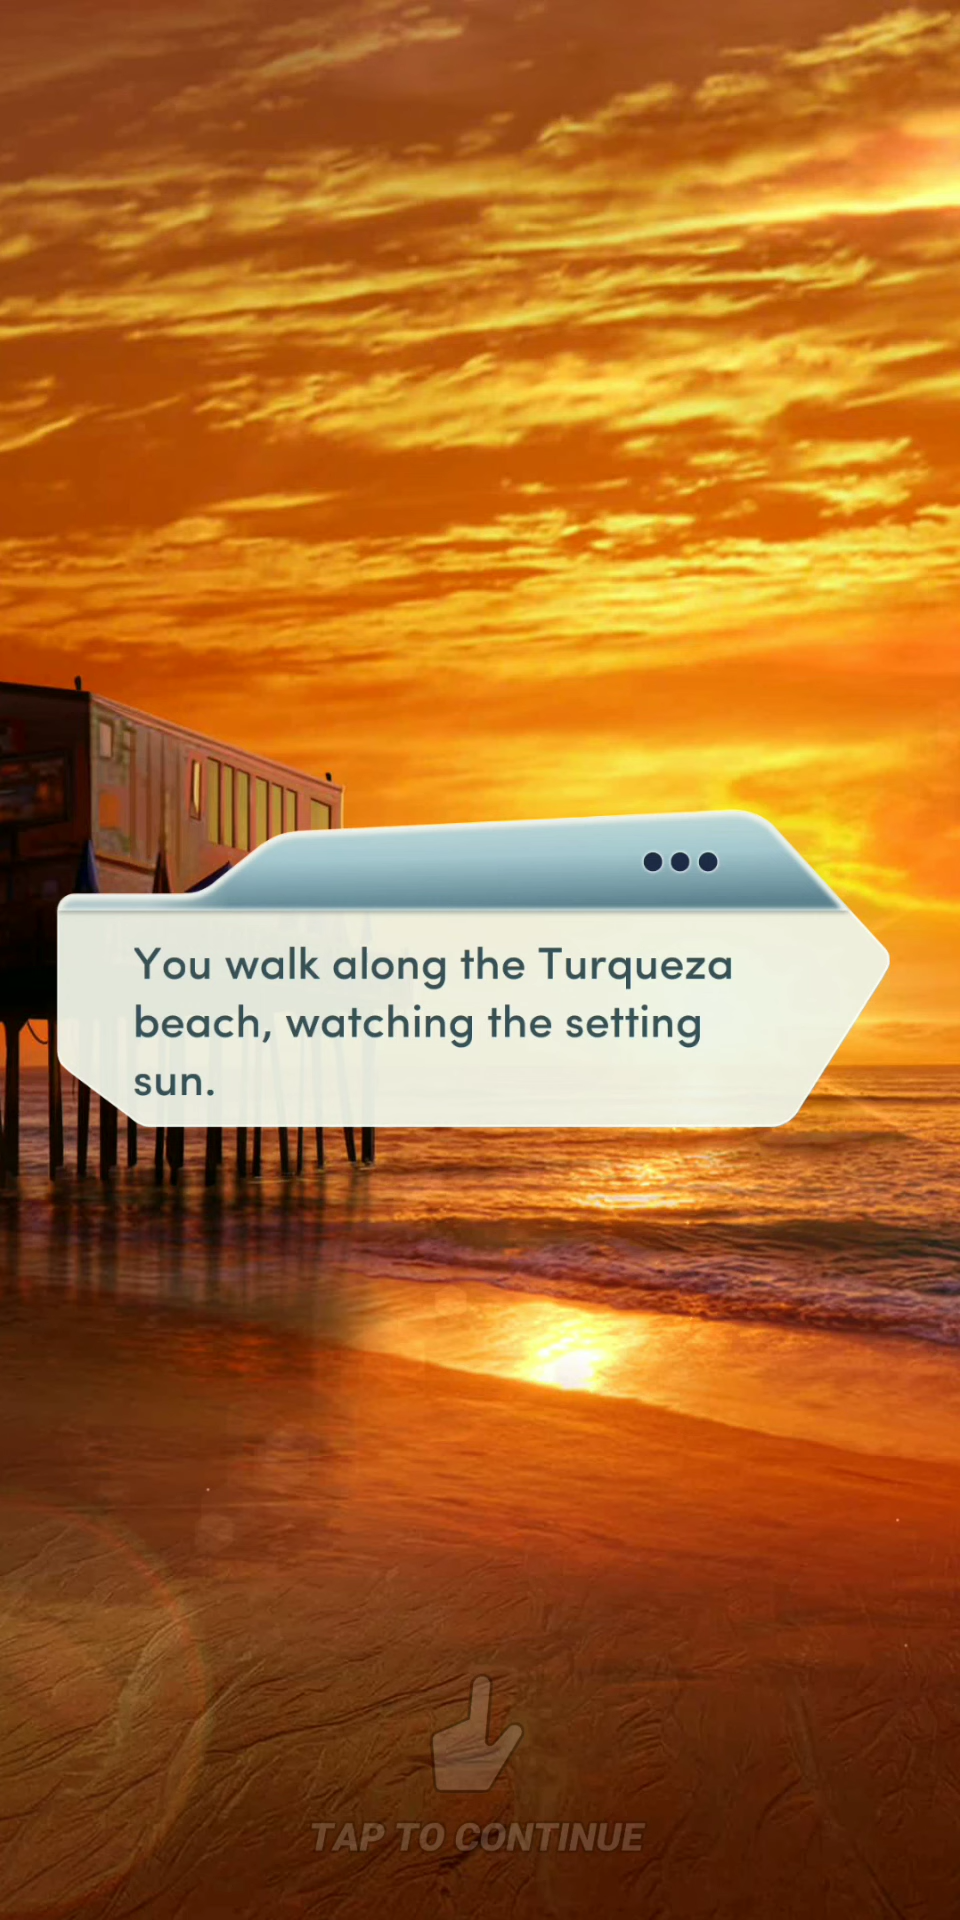 You walk along the Turqueza
beach, watching the setting
sun.
TAP TO CONTINUE